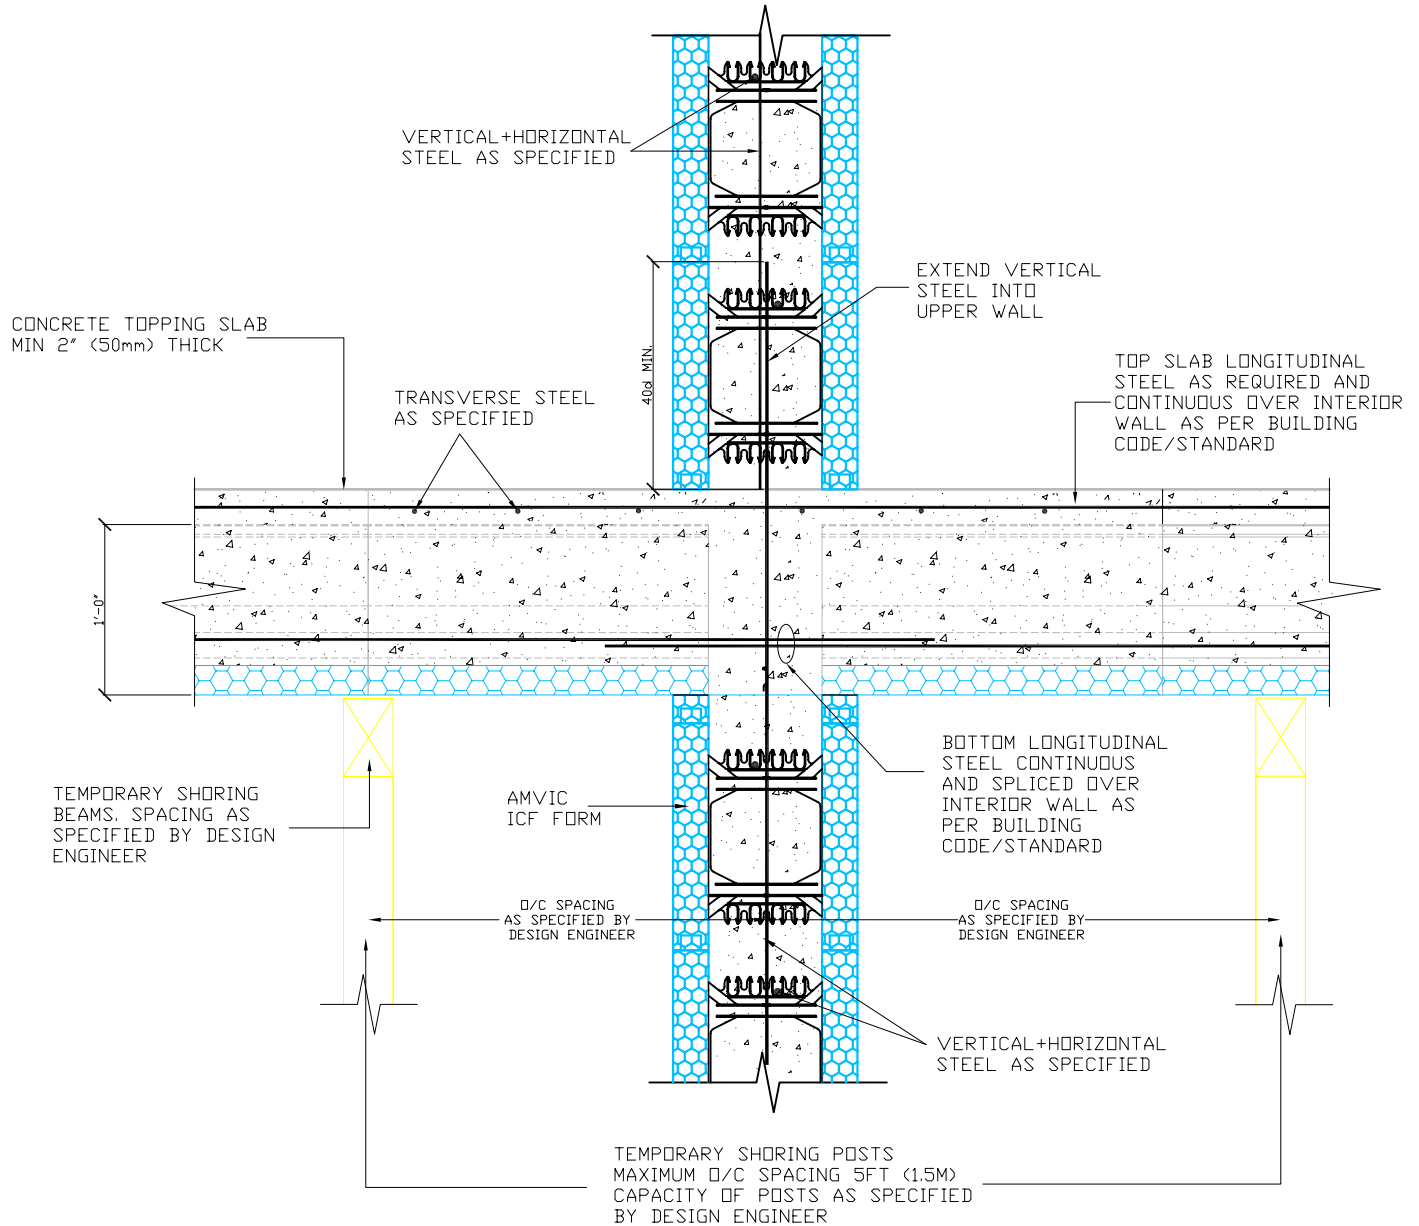 VERTICAL+HORIZONTAL
STEEL AS SPECIFIED
EXTEND VERTICAL
STEEL INTO
UPPER WALL
CONCRETE TOPPING SLAB
MIN 2" (50mm) THICK
40d MIN.
TOP SLAB LONGITUDINAL
STEEL AS REQUIRED AND
CONTINUOUS OVER INTERIOR
WALL AS PER BUILDING
CODE/STANDARD
TRANSVERSE STEEL
AS SPECIFIED
1'-0"
BOTTOM LONGITUDINAL
STEEL CONTINUOUS
AND SPLICED OVER
INTERIOR WALL AS
PER BUILDING
CODE/STANDARD
TEMPORARY SHORING
BEAMS. SPACING AS
SPECIFIED BY DESIGN
ENGINEER
AMVIC
ICF FORM
O/C SPACING
AS SPECIFIED BY
DESIGN ENGINEER
O/C SPACING
AS SPECIFIED BY
DESIGN ENGINEER
VERTICAL+HORIZONTAL
STEEL AS SPECIFIED
TEMPORARY SHORING POSTS
MAXIMUM O/C SPACING 5FT (1.5M)
CAPACITY OF POSTS AS SPECIFIED
BY DESIGN ENGINEER